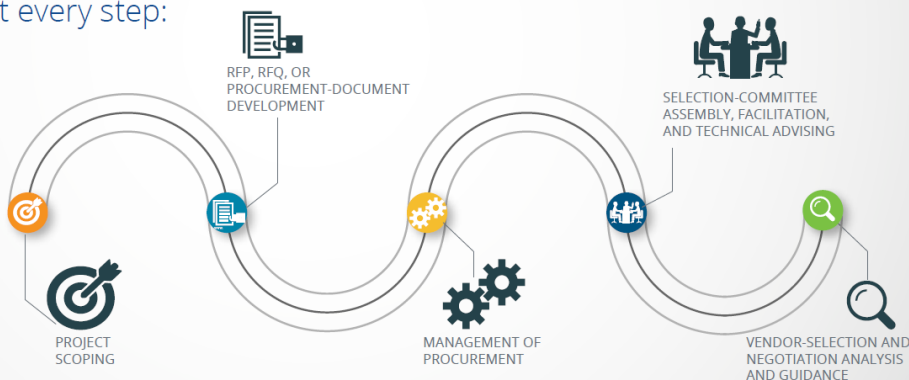 t every step:
RFP, RFQ, OR
PROCUREMENT-DOCUMENT
DEVELOPMENT
SELECTION-COMMITTEE
ASSEMBLY, FACILITATION,
AND TECHNICAL ADVISING
PROJECT
SCOPING
MANAGEMENT OF
PROCUREMENT
VENDOR-SELECTION AND
NEGOTIATION ANALYSIS
AND GUIDANCE